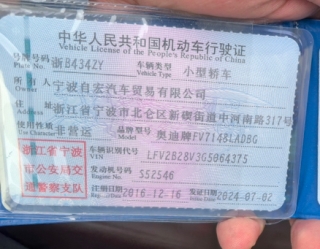 中华人民共和国机动车行驶证
Vehicle License of the People's Republic of China
号牌号码 浙B434ZY 车辆类型 小型轿车
Plate No. Vehicle Type
所有人 宁波自宏汽车贸易有限公司
Owner
住址 浙江省宁波市北仑区新碶街道中河南路317号
Address
使用性质 非营运 品牌型号 奥迪牌FV7148LADBG
Use Character Model
浙江省宁波市公安局交通警察支队
车辆识别代号 LFV2B28V3G5064375
VIN
发动机号码 S5Z546
Engine No.
注册日期 2016-12-16 发证日期 2024-07-02